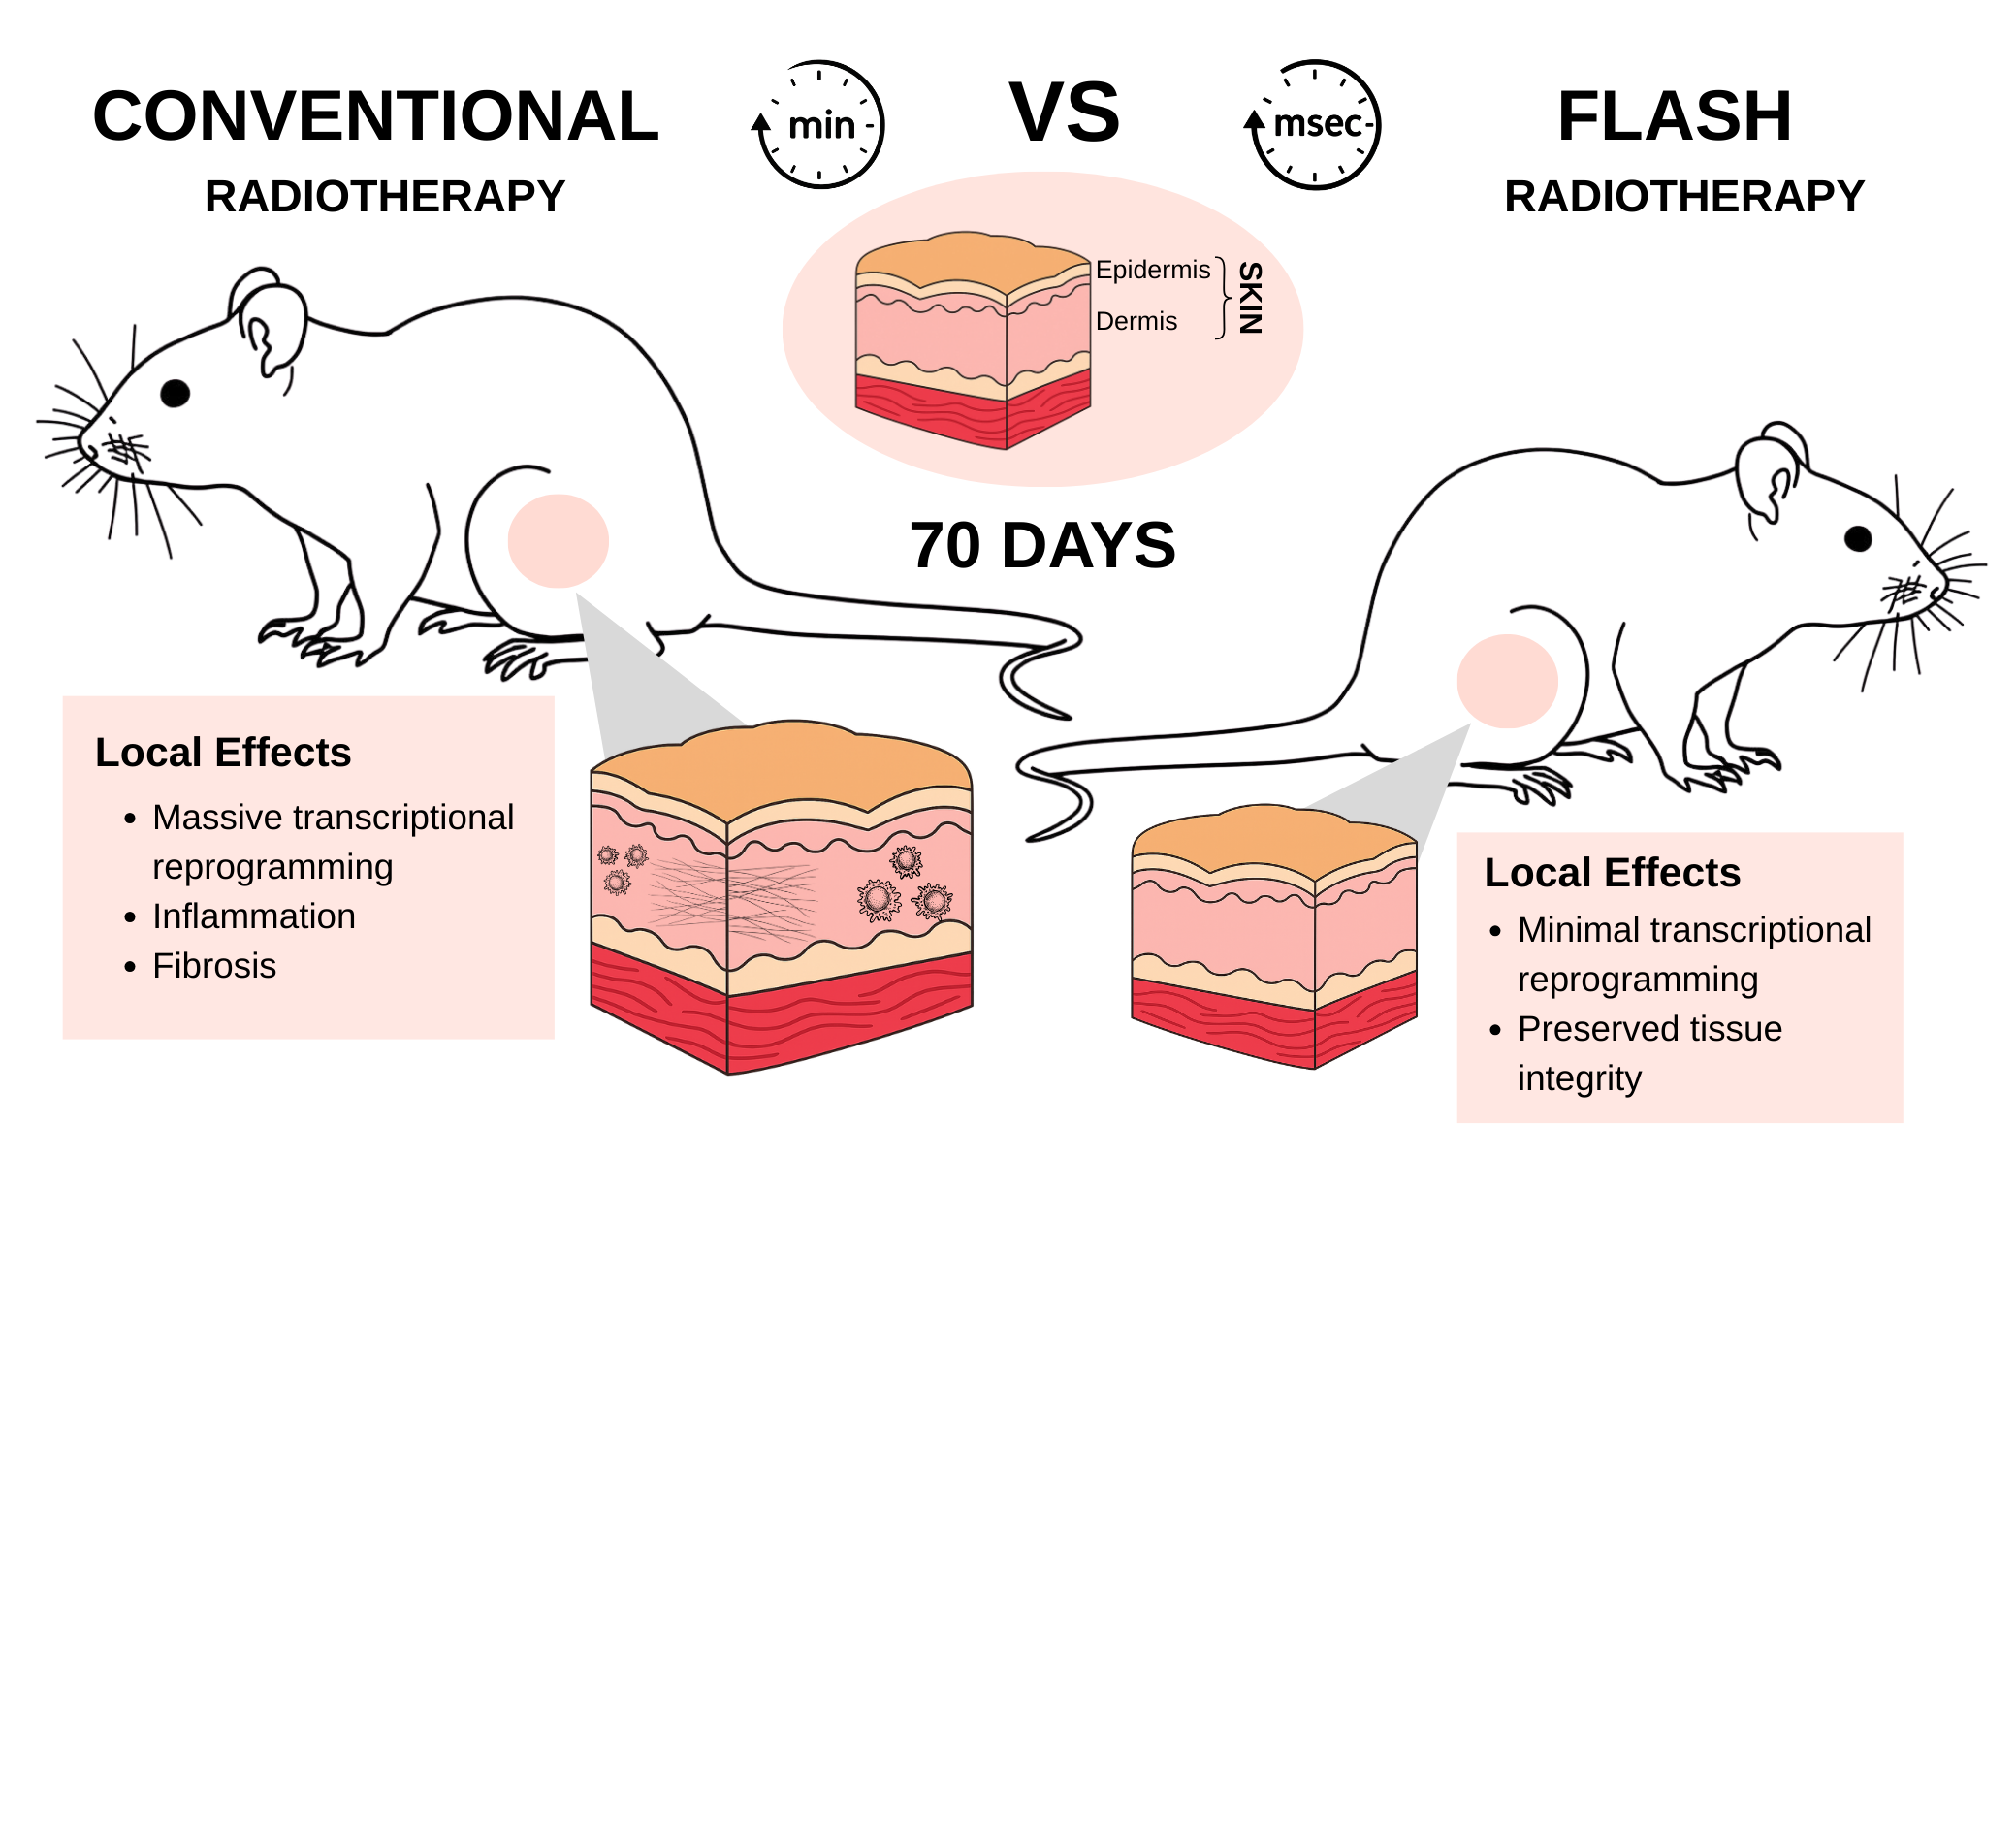 CONVENTIONAL
RADIOTHERAPY
min
VS
msec
FLASH
RADIOTHERAPY
Epidermis
Dermis
SKIN
70 DAYS
Local Effects
• Massive transcriptional
reprogramming
• Inflammation
• Fibrosis
Local Effects
• Minimal transcriptional
reprogramming
• Preserved tissue
integrity